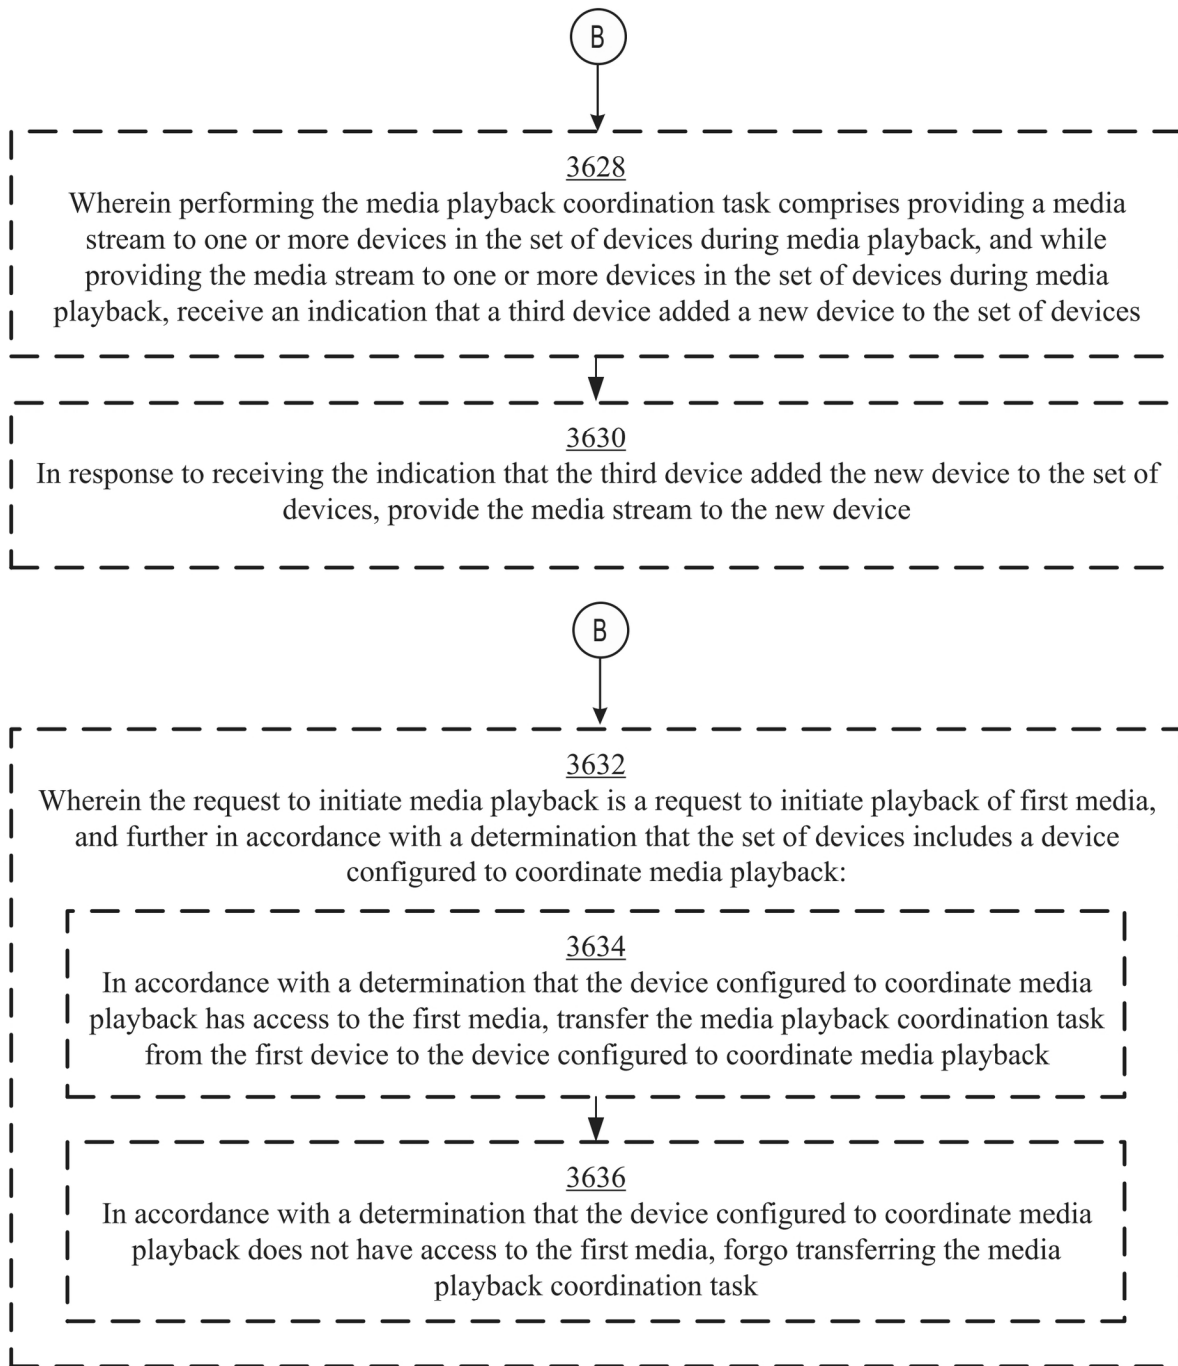 B
3628
Wherein performing the media playback coordination task comprises providing a media
stream to one or more devices in the set of devices during media playback, and while
providing the media stream to one or more devices in the set of devices during media
playback, receive an indication that a third device added a new device to the set of devices
3630
In response to receiving the indication that the third device added the new device to the set of
devices, provide the media stream to the new device
B
3632
Wherein the request to initiate media playback is a request to initiate playback of first media,
and further in accordance with a determination that the set of devices includes a device
configured to coordinate media playback:
3634
In accordance with a determination that the device configured to coordinate media
playback has access to the first media, transfer the media playback coordination task
from the first device to the device configured to coordinate media playback
3636
In accordance with a determination that the device configured to coordinate media
playback does not have access to the first media, forgo transferring the media
playback coordination task